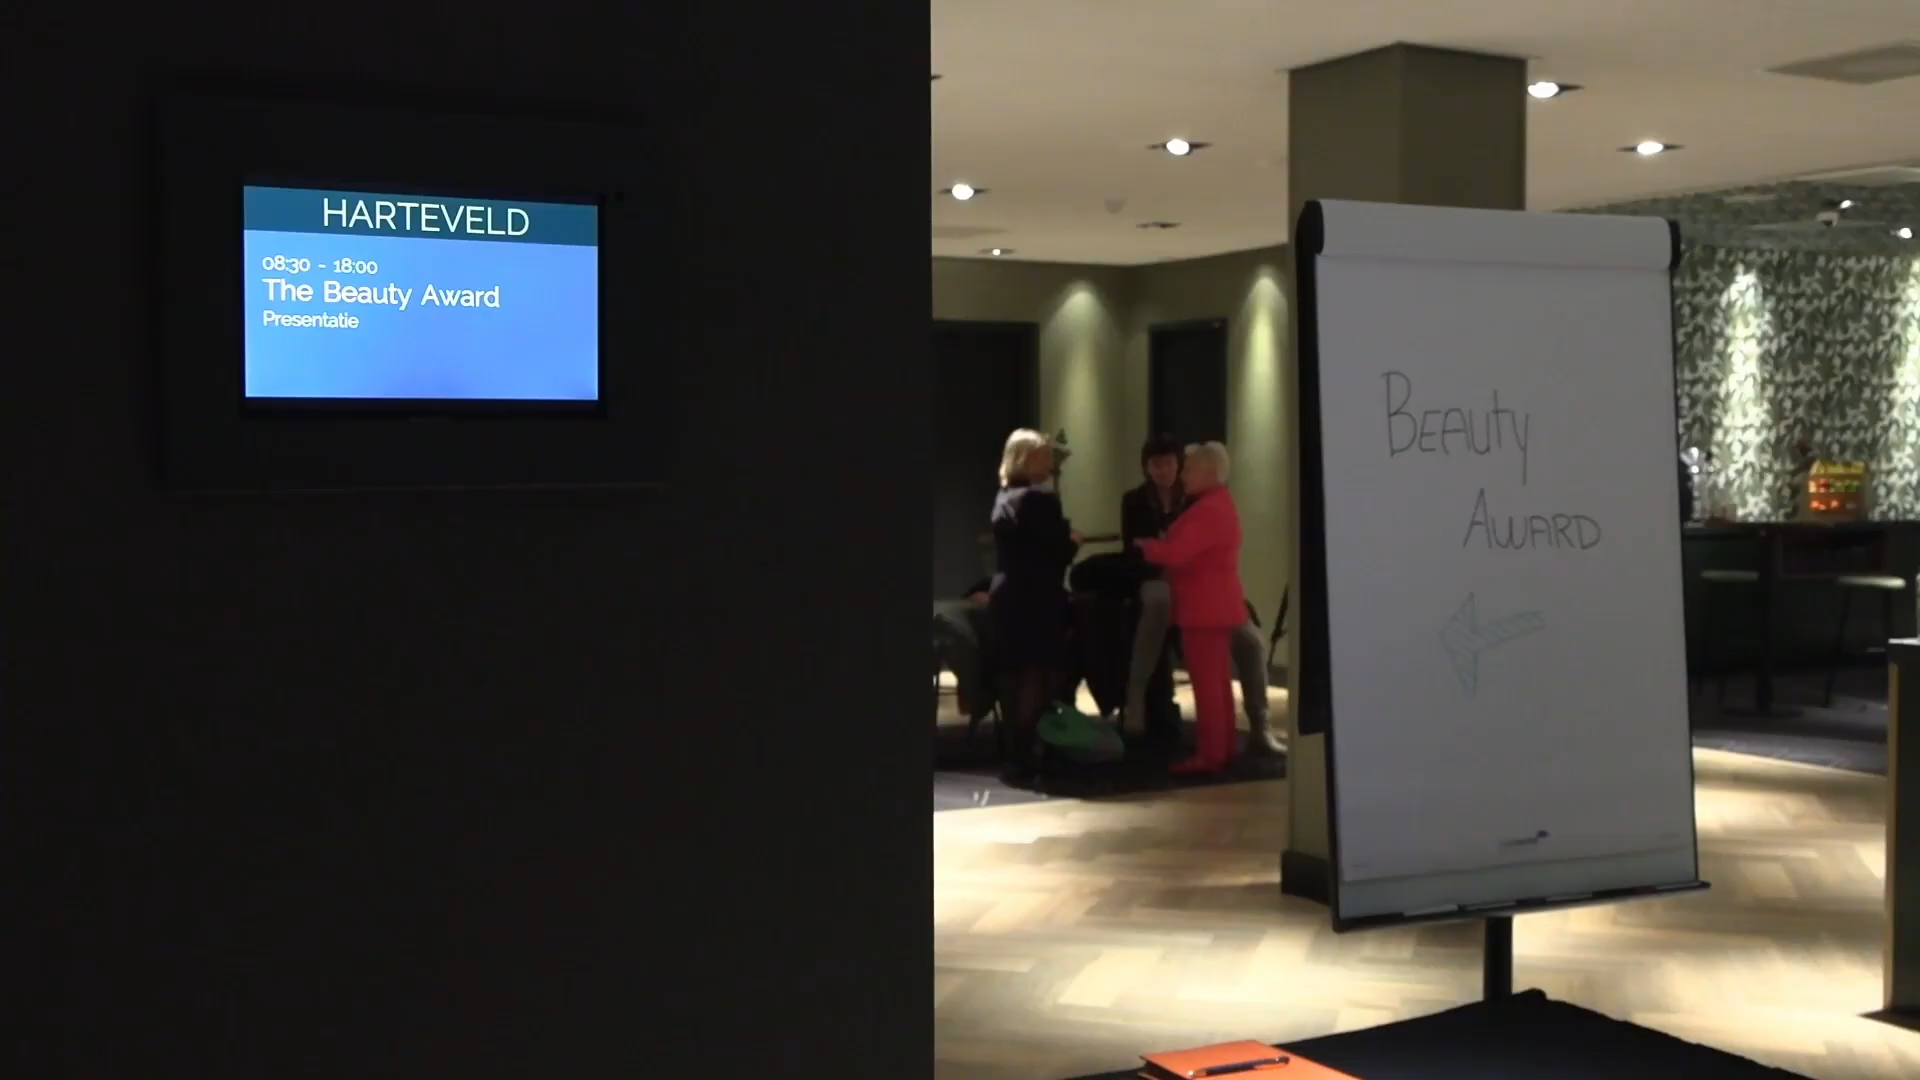 HARTEVELD
08:30 - 18:00
The Beauty Award
Presentatie
BEAuty
AWARD